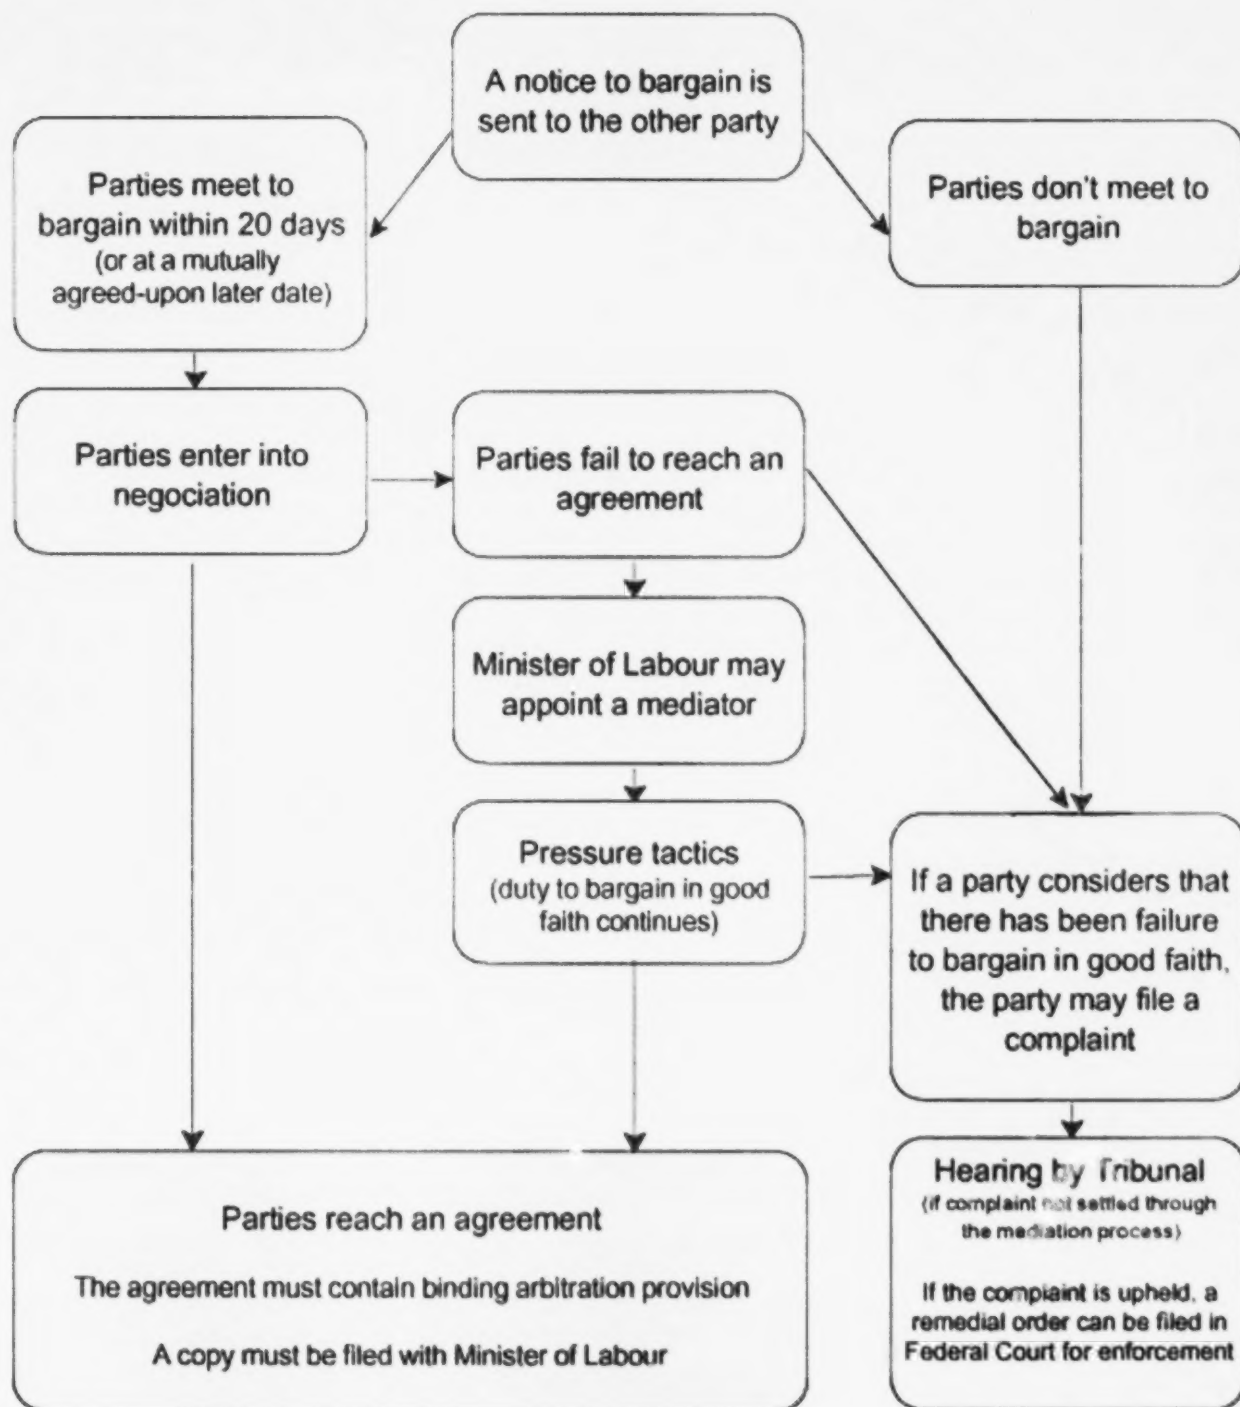 A notice to bargain is
sent to the other party
Parties meet to
bargain within 20 days
(or at a mutually
agreed-upon later date)
Parties don't meet to
bargain
Parties enter into
negociation
Parties fail to reach an
agreement
Minister of Labour may
appoint a mediator
Pressure tactics
(duty to bargain in good
faith continues)
If a party considers that
there has been failure
to bargain in good faith,
the party may file a
complaint
Parties reach an agreement
The agreement must contain binding arbitration provision
A copy must be filed with Minister of Labour
Hearing by Tribunal
(if complaint not settled through
the mediation process)
If the complaint is upheld, a
remedial order can be filed in
Federal Court for enforcement